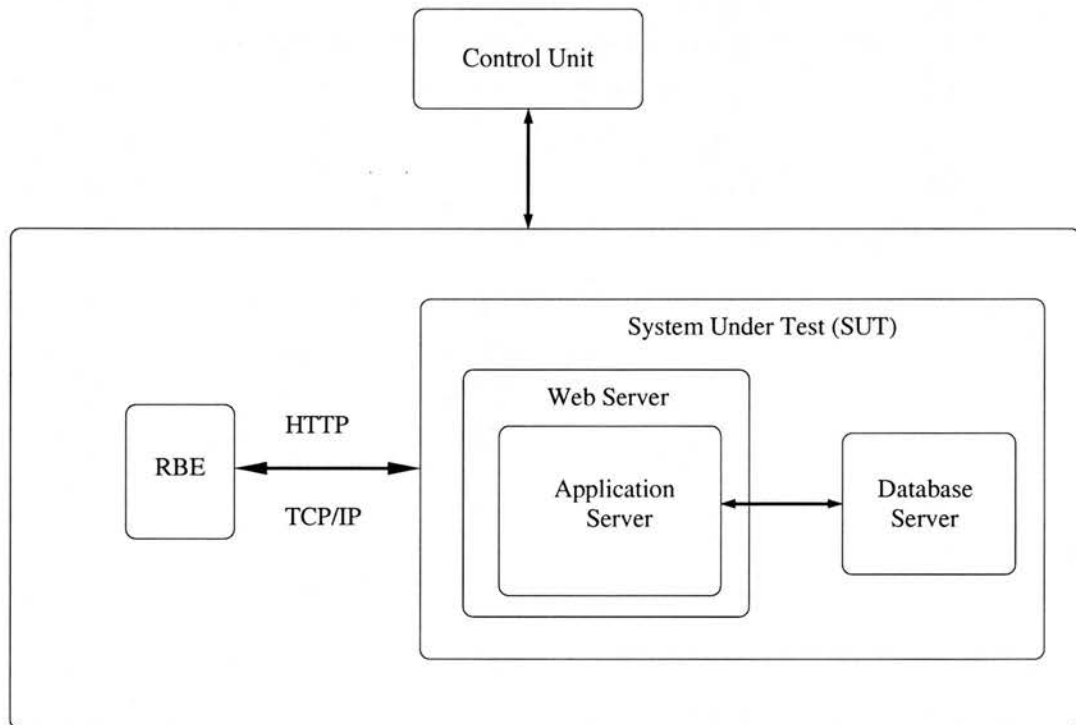 Control Unit
System Under Test (SUT)
Web Server
HTTP
RBE
TCP/IP
Application
Server
Database
Server